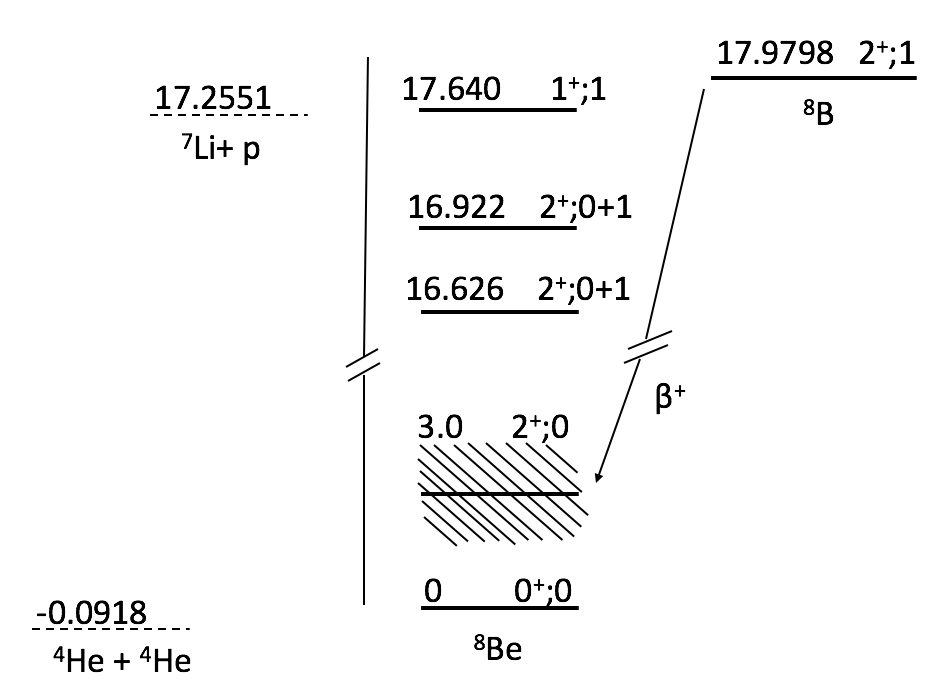 17.9798 2⁺;1
⁸B
17.640 1⁺;1
17.2551
⁷Li+ p
16.922 2⁺;0+1
16.626 2⁺;0+1
β⁺
3.0 2⁺;0
0 0⁺;0
⁸Be
-0.0918
⁴He + ⁴He